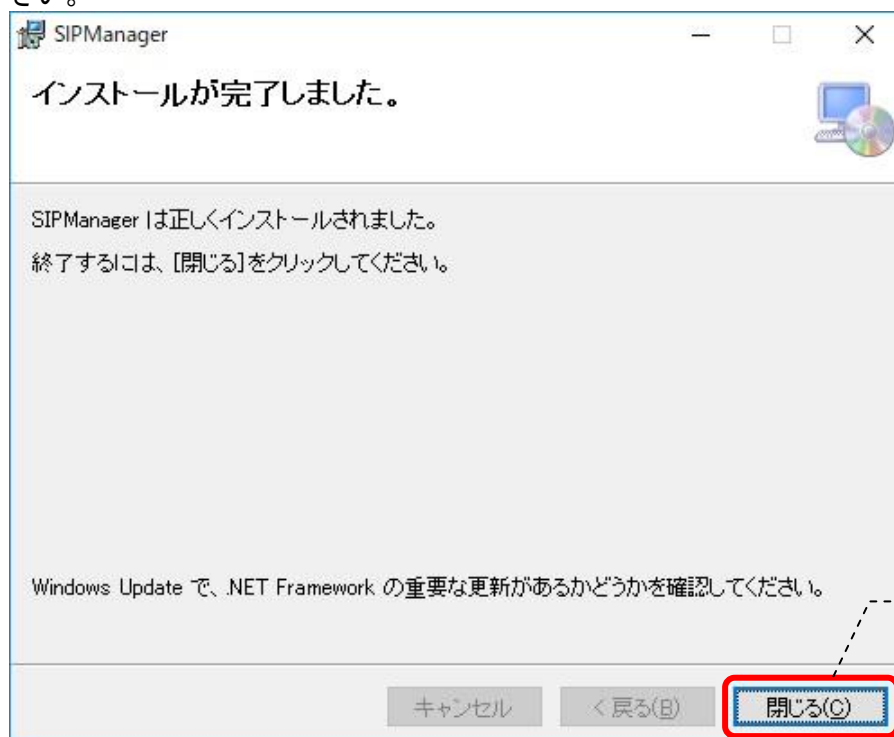 さい。
SIPManager
インストールが完了しました。
SIPManager は正しくインストールされました。
終了するには、[閉じる]をクリックしてください。
Windows Update で、.NET Framework の重要な更新があるかどうかを確認してください。
キャンセル
< 戻る(B)
閉じる(C)